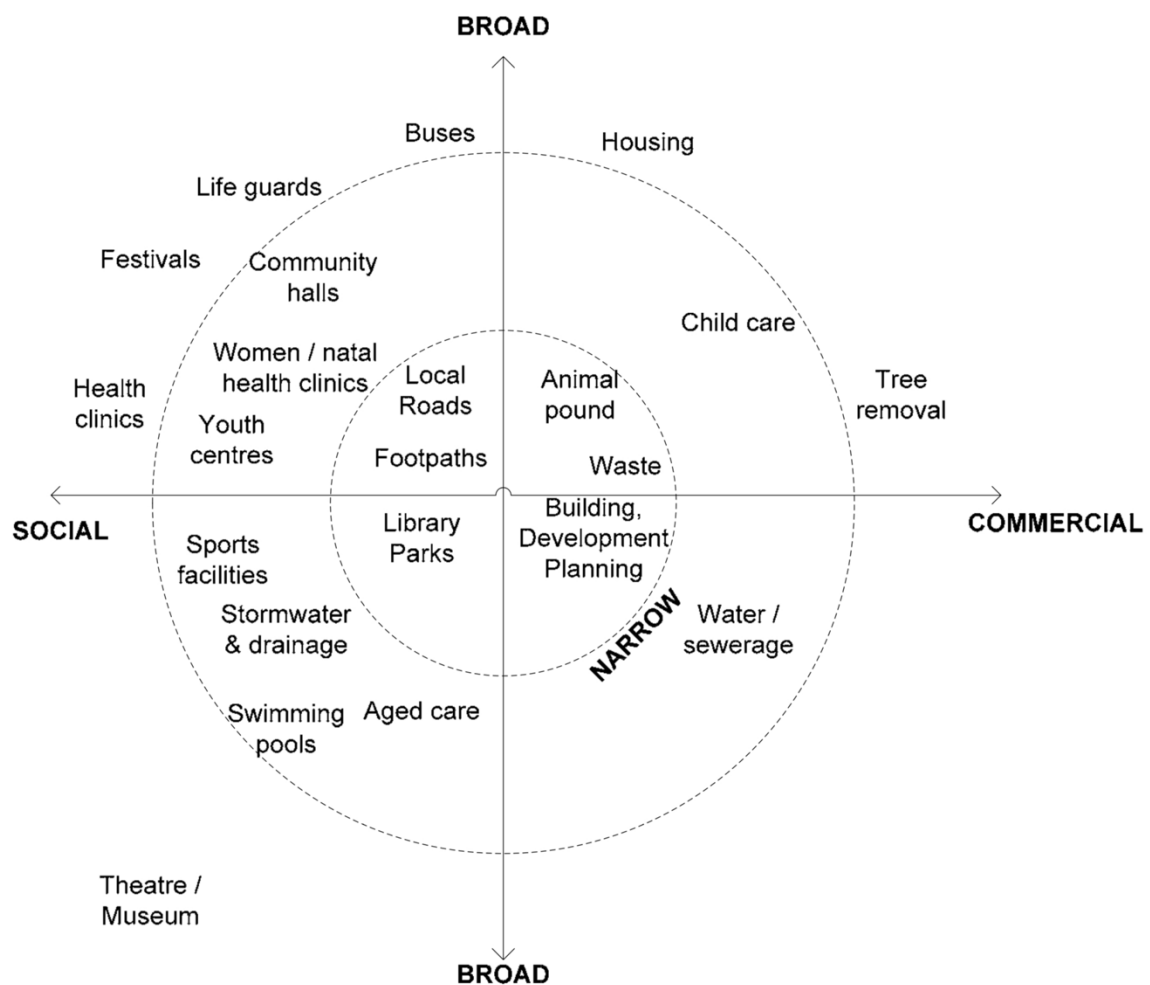 BROAD
Buses
Housing
Life guards
Festivals
Community
halls
Child care
Women / natal
health clinics
Local
Roads
Animal
pound
Health
clinics
Tree
removal
Youth
centres
Footpaths
Waste
SOCIAL
COMMERCIAL
Library
Parks
Building,
Development
Planning
Sports
facilities
NARROW
Stormwater
& drainage
Water /
sewerage
Swimming
pools
Aged care
Theatre /
Museum
BROAD